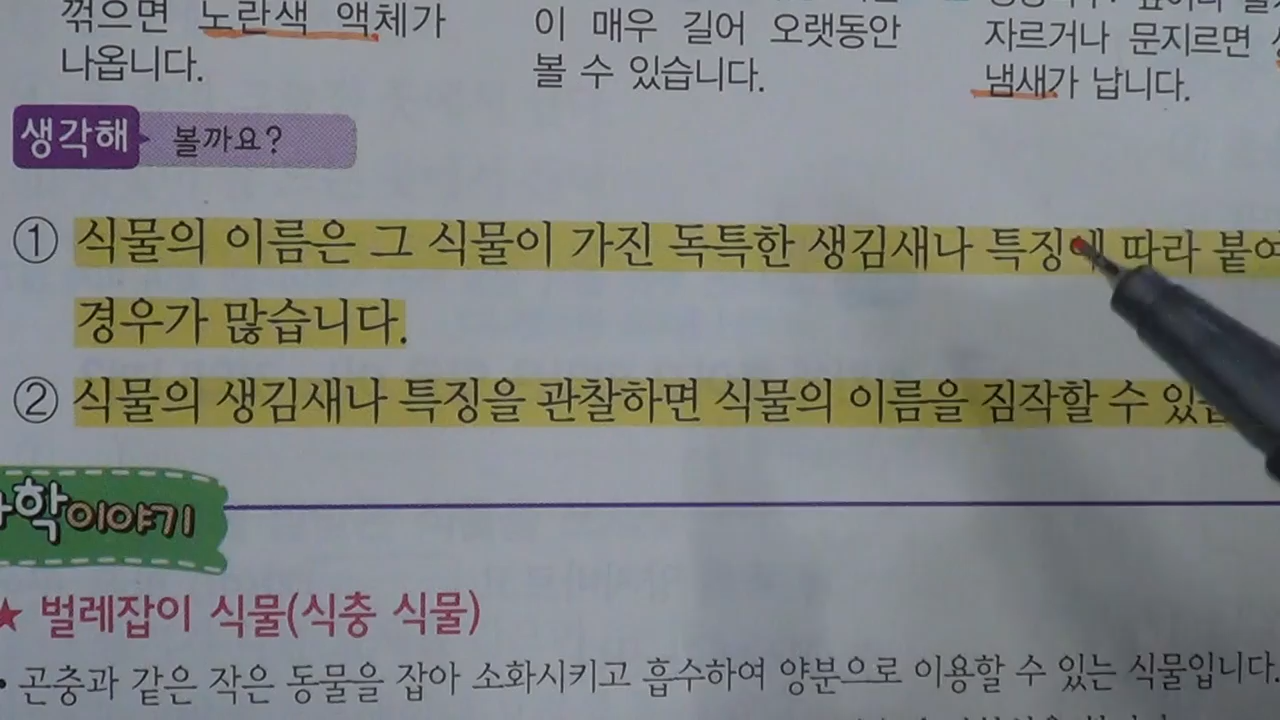 꺾으면 노란색 액체가
나옵니다.
이 매우 길어 오랫동안
볼 수 있습니다.
자르거나 문지르면
냄새가 납니다.
생각해 볼까요?
① 식물의 이름은 그 식물이 가진 독특한 생김새나 특징에 따라
경우가 많습니다.
② 식물의 생김새나 특징을 관찰하면 식물의 이름을 짐작할 수
이야기
★ 벌레잡이 식물(식충 식물)
• 곤충과 같은 작은 동물을 잡아 소화시키고 흡수하여 양분으로 이용할 수 있는 식물입니다.